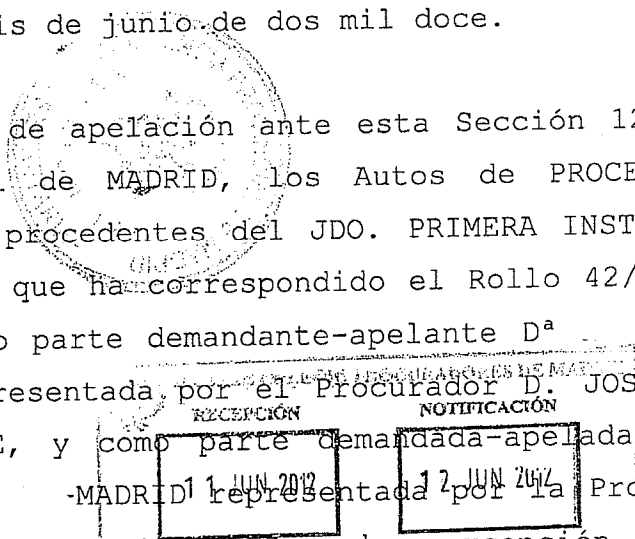 is de junio de dos mil doce.
de apelación ante esta Sección 12
de MADRID, los Autos de PROCE
procedentes del JDO. PRIMERA INST
que ha correspondido el Rollo 42/
o parte demandante-apelante Dª
resentada por el Procurador D. JOS
RECEPCIÓN NOTIFICACIÓN
, y como parte demandada-apelada
11 JUN 2012 12 JUN 2012
-MADRID representada por la Pro